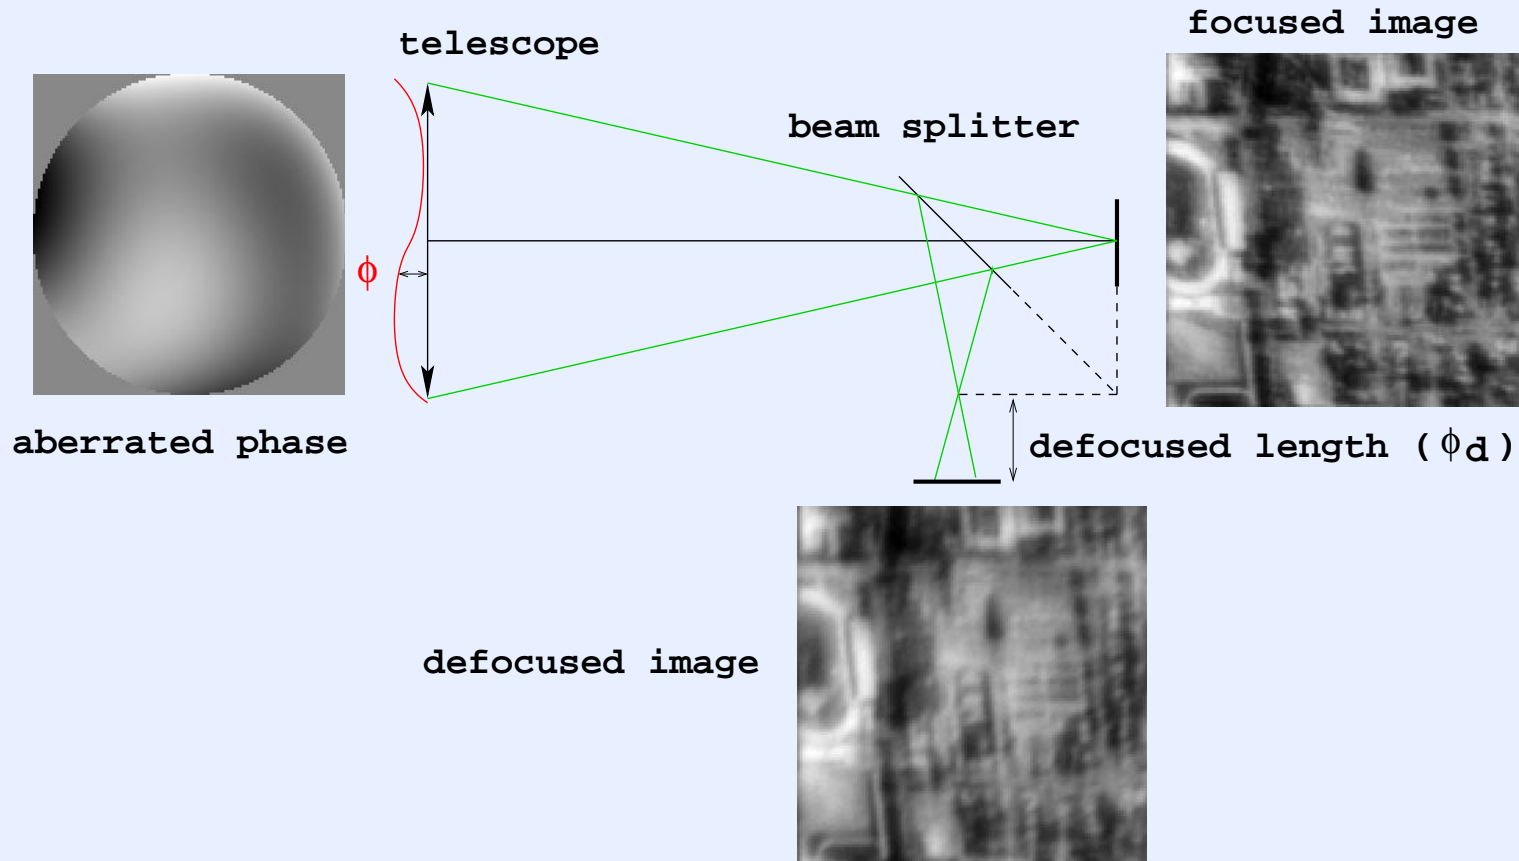 focused image
telescope
beam splitter
ϕ
aberrated phase
defocused length (ϕd)
defocused image